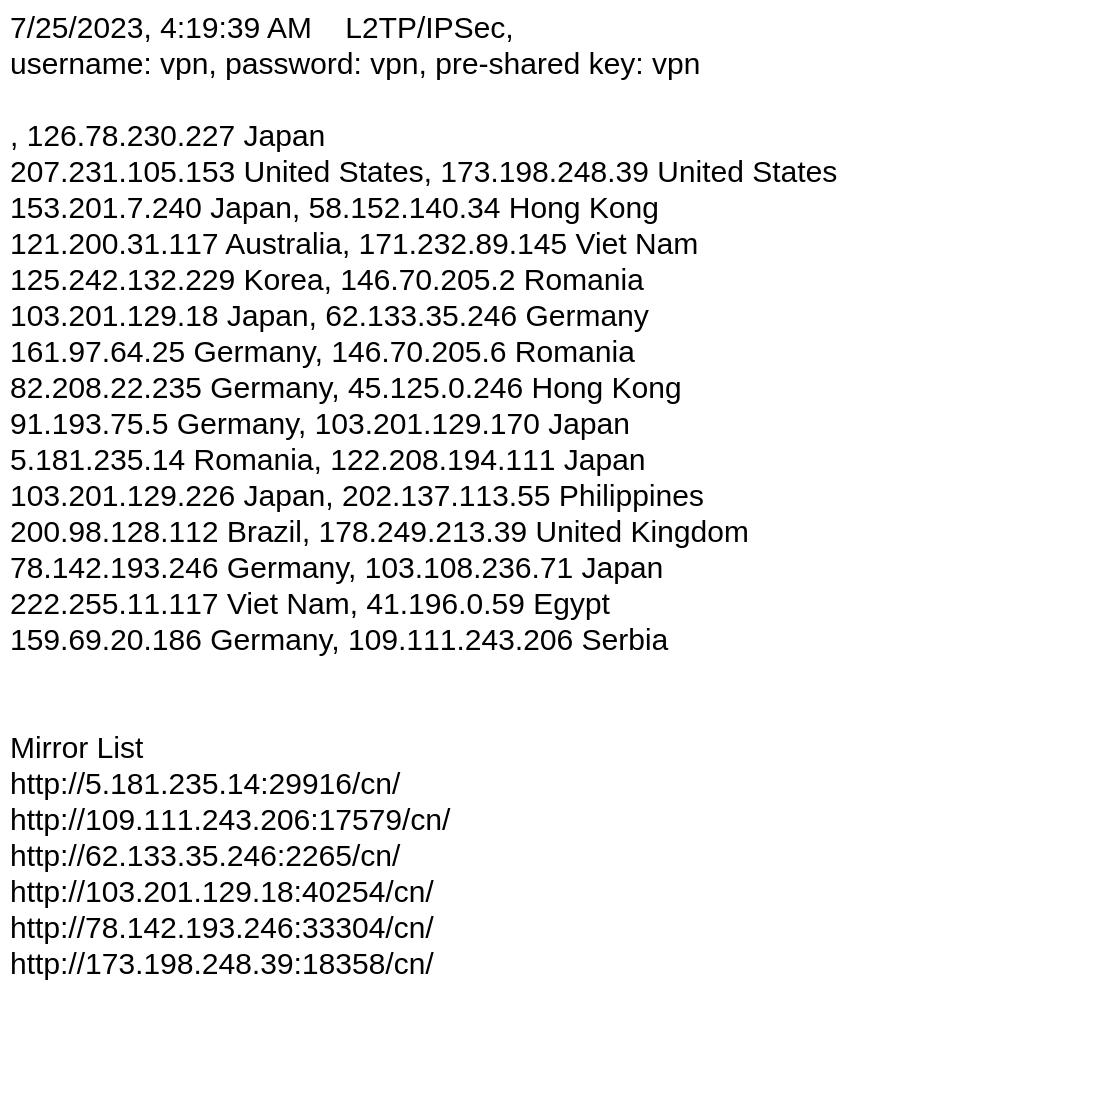 7/25/2023, 4:19:39 AM    L2TP/IPSec,
username: vpn, password: vpn, pre-shared key: vpn
, 126.78.230.227 Japan
207.231.105.153 United States, 173.198.248.39 United States
153.201.7.240 Japan, 58.152.140.34 Hong Kong
121.200.31.117 Australia, 171.232.89.145 Viet Nam
125.242.132.229 Korea, 146.70.205.2 Romania
103.201.129.18 Japan, 62.133.35.246 Germany
161.97.64.25 Germany, 146.70.205.6 Romania
82.208.22.235 Germany, 45.125.0.246 Hong Kong
91.193.75.5 Germany, 103.201.129.170 Japan
5.181.235.14 Romania, 122.208.194.111 Japan
103.201.129.226 Japan, 202.137.113.55 Philippines
200.98.128.112 Brazil, 178.249.213.39 United Kingdom
78.142.193.246 Germany, 103.108.236.71 Japan
222.255.11.117 Viet Nam, 41.196.0.59 Egypt
159.69.20.186 Germany, 109.111.243.206 Serbia
Mirror List
http://5.181.235.14:29916/cn/
http://109.111.243.206:17579/cn/
http://62.133.35.246:2265/cn/
http://103.201.129.18:40254/cn/
http://78.142.193.246:33304/cn/
http://173.198.248.39:18358/cn/